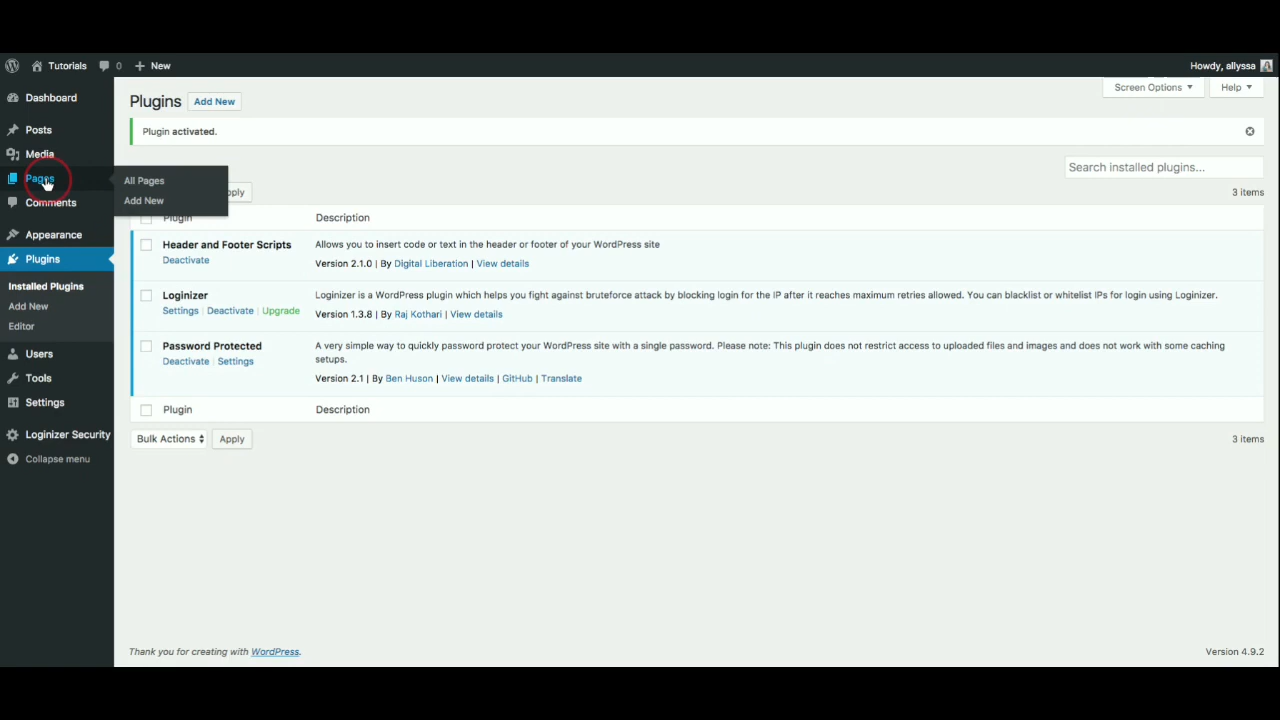 Tutorials 0 New Howdy, allyssa
Dashboard
Posts
Media
Pages
Comments
Appearance
Plugins
Installed Plugins
Add New
Editor
Users
Tools
Settings
Loginizer Security
Collapse menu
All Pages
Add New
Screen Options Help
Plugins Add New
Plugin activated.
Search installed plugins...
3 items
Plugin Description
Header and Footer Scripts Allows you to insert code or text in the header or footer of your WordPress site
Deactivate Version 2.1.0 | By Digital Liberation | View details
Loginizer Loginizer is a WordPress plugin which helps you fight against bruteforce attack by blocking login for the IP after it reaches maximum retries allowed. You can blacklist or whitelist IPs for login using Loginizer.
Settings | Deactivate | Upgrade Version 1.3.8 | By Raj Kothari | View details
Password Protected A very simple way to quickly password protect your WordPress site with a single password. Please note: This plugin does not restrict access to uploaded files and images and does not work with some caching
Deactivate | Settings setups.
Version 2.1 | By Ben Huson | View details | GitHub | Translate
Plugin Description
Bulk Actions Apply 3 items
Thank you for creating with WordPress. Version 4.9.2